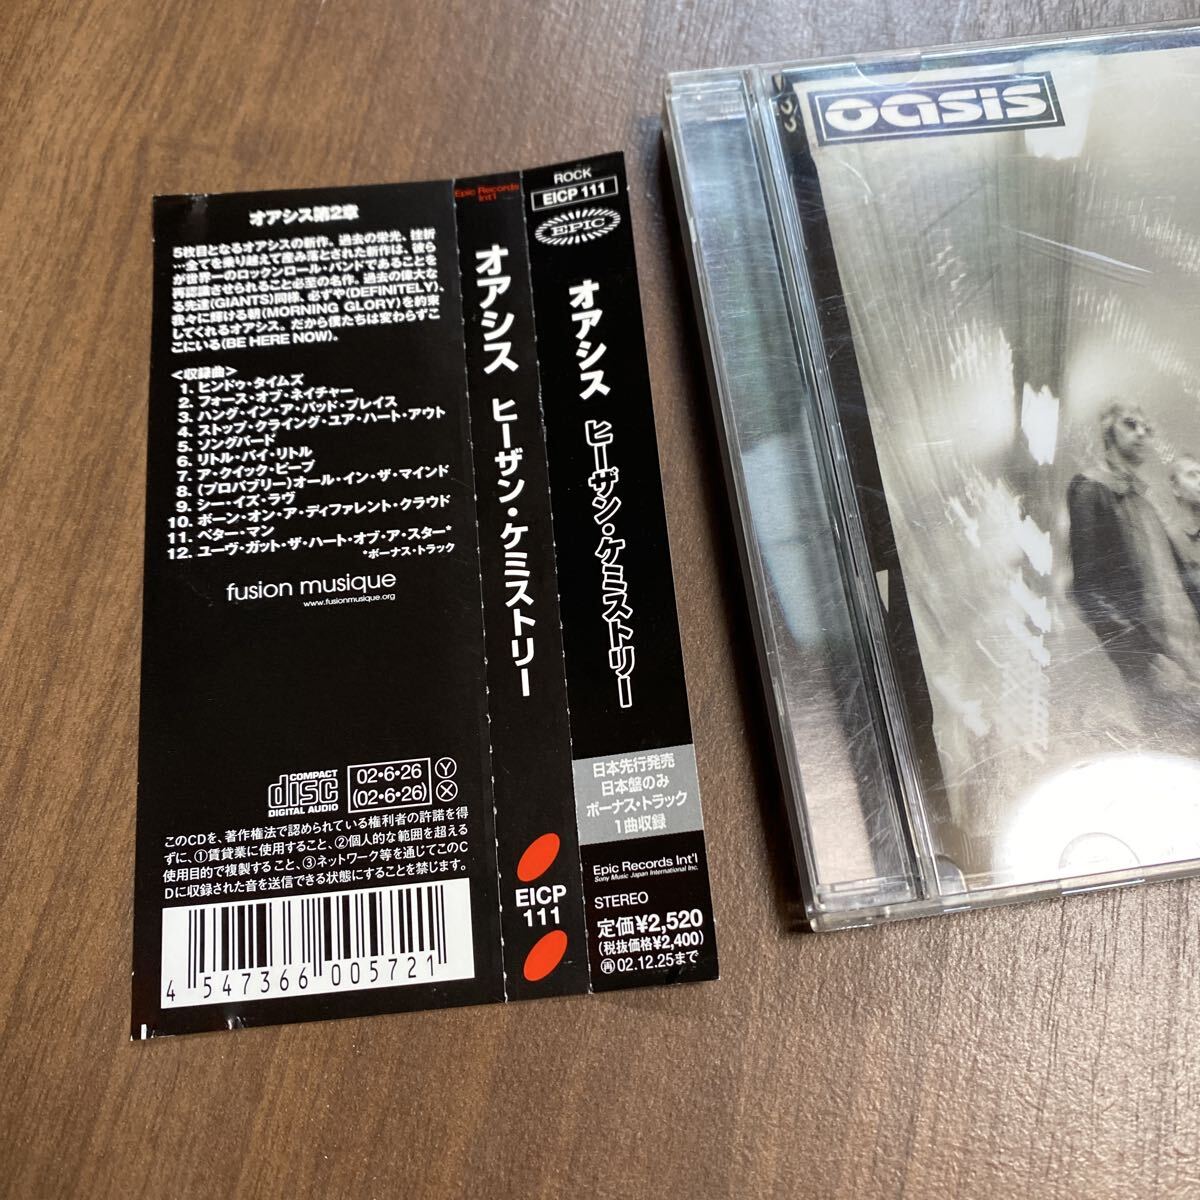 オアシス第2章
5枚目となるオアシスの新作。過去の栄光、挫折
…全てを乗り越えて産み落とされた新作は、彼ら
が世界一のロックンロール・バンドであることを
再認識させられること必至の名作。過去の偉大な
る先達(GIANTS)同様、必ずや(DEFINITELY)、
我々に輝ける朝(MORNING GLORY)を約束
してくれるオアシス。だから僕たちは変わらずこ
こにいる(BE HERE NOW)。
<収録曲>
1. ヒンドゥ・タイムズ
2. フォース・オブ・ネイチャー
3. ハング・イン・ア・バッド・プレイス
4. ストップ・クライング・ユア・ハート・アウト
5. ソングバード
6. リトル・バイ・リトル
7. ア・クイック・ピープ
8. (プロバブリー)オール・イン・ザ・マインド
9. シー・イズ・ラヴ
10. ボーン・オン・ア・ディファレント・クラウド
11. ベター・マン
12. ユーヴ・ガット・ザ・ハート・オブ・ア・スター*
*ボーナス・トラック
fusion musique
www.fusionmusique.org
COMPACT
disc
DIGITAL AUDIO
02・6・26 Y
(02・6・26) X
このCDを、著作権法で認められている権利者の許諾を得
ずに、①賃貸業に使用すること、②個人的な範囲を超える
使用目的で複製すること、③ネットワーク等を通じてこのC
Dに収録された音を送信できる状態にすることを禁じます。
4 547366 005721
Epic Records
Int'l
オアシス ヒーザン・ケミストリー
EICP
111
ROCK
EICP 111
EPIC
オアシス ヒーザン・ケミストリー
日本先行発売
日本盤のみ
ボーナス・トラック
1曲収録
Epic Records Int'l
Sony Music Japan International Inc.
STEREO
定価¥2,520
(税抜価格¥2,400)
再 02.12.25まで
oasis